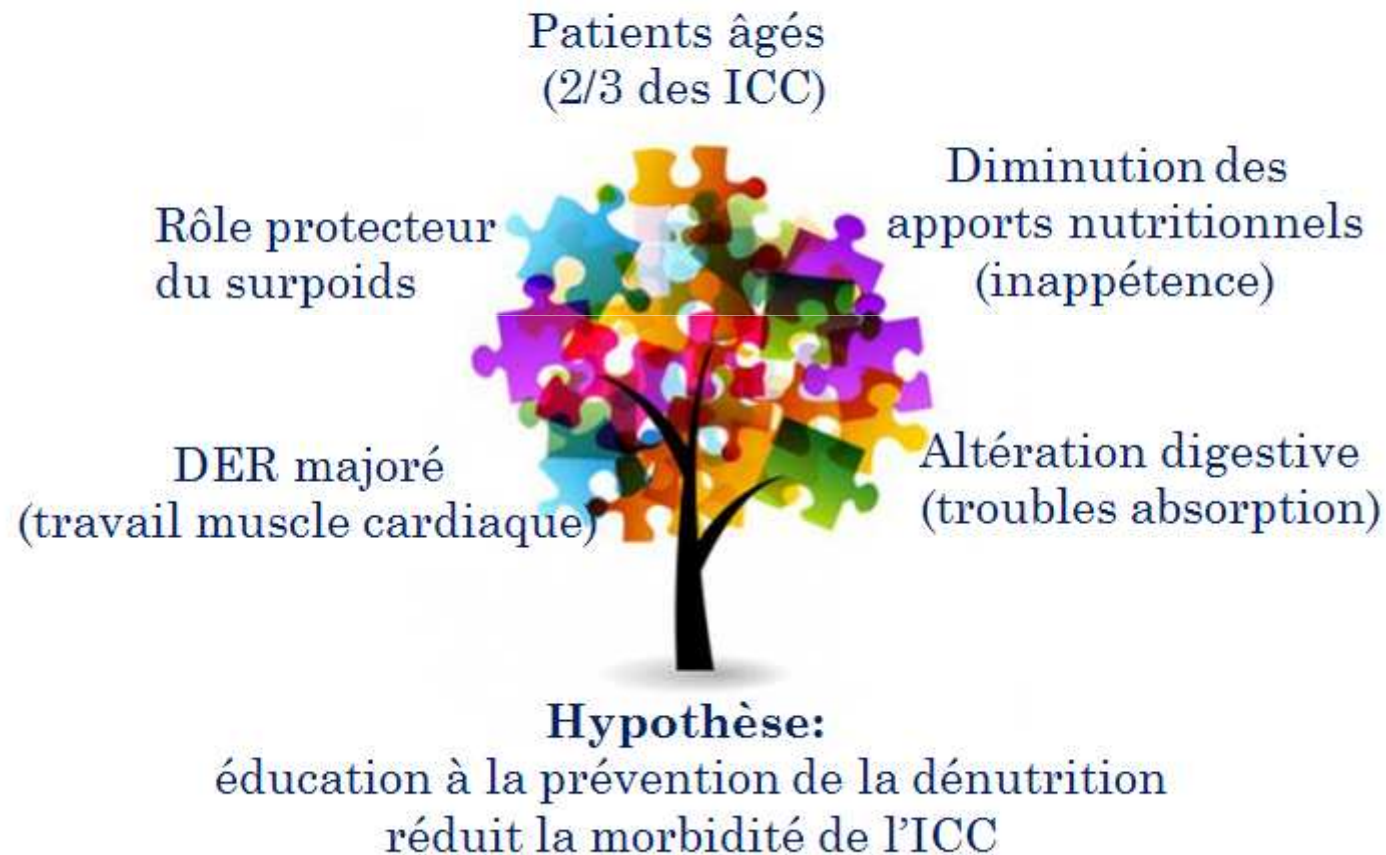 Patients âgés
(2/3 des ICC)
Diminution des
apports nutritionnels
(inappétence)
Rôle protecteur
du surpoids
DER majoré
(travail muscle cardiaque)
Altération digestive
(troubles absorption)
Hypothèse:
éducation à la prévention de la dénutrition
réduit la morbidité de l'ICC